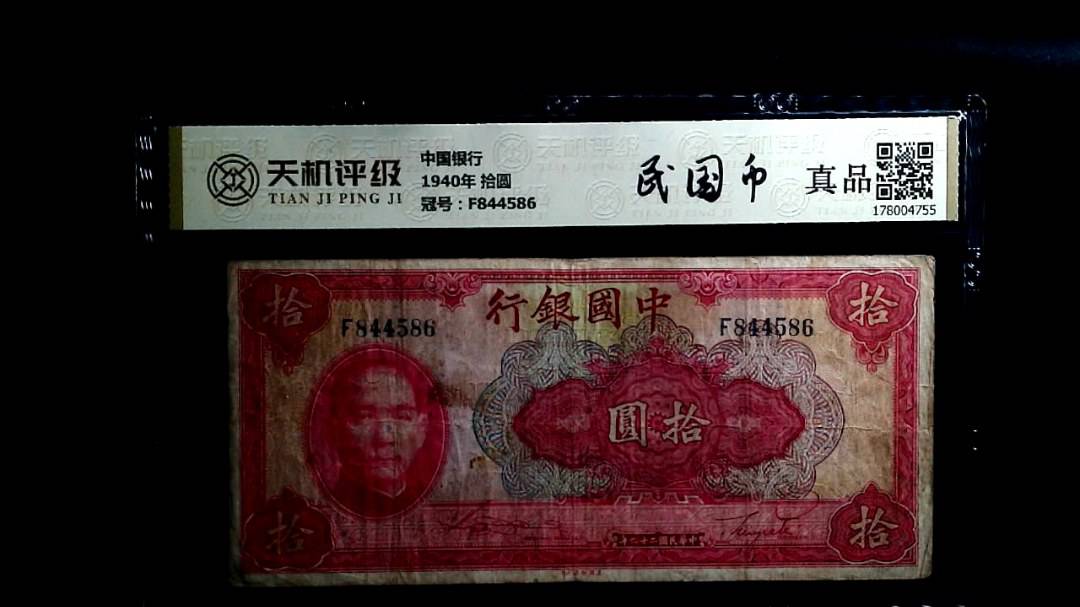 天机评级
TIAN JI PING JI
中国银行
1940年 拾圆
冠号：F844586
民国币
真品
178004755
拾
行銀國中
拾
F844586
F844586
圓拾
拾
拾